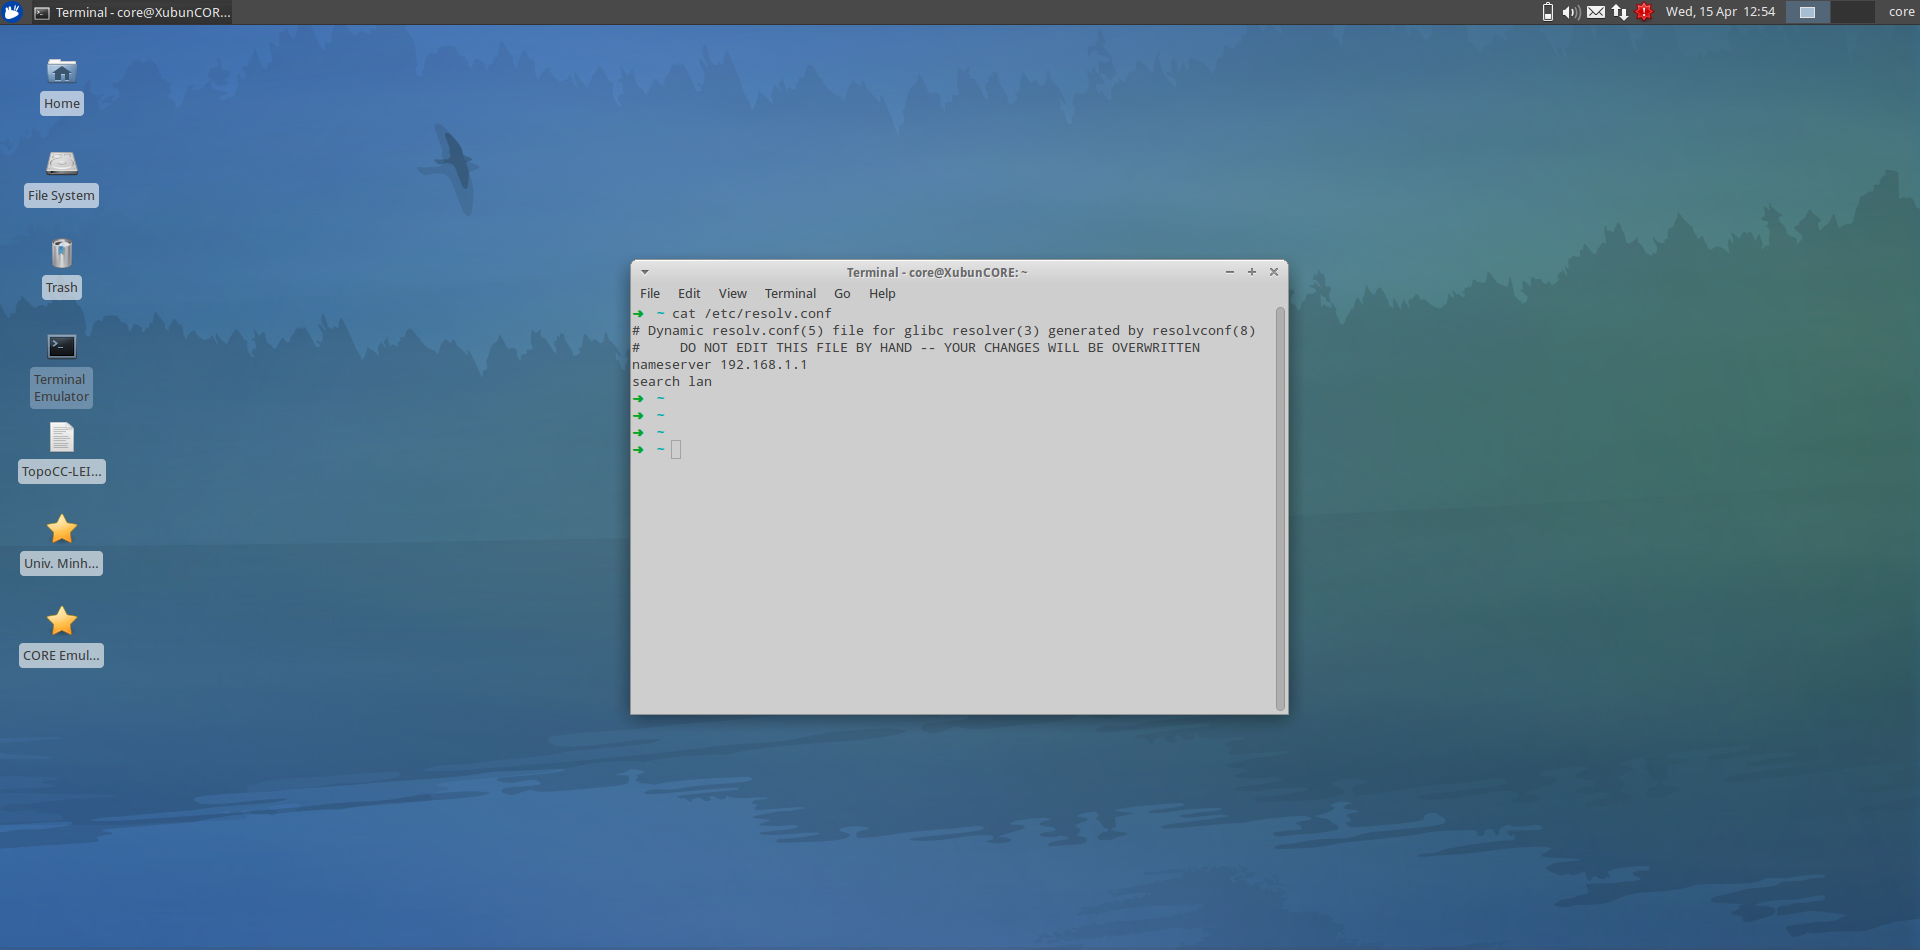 Terminal - core@XubunCOR...
Wed, 15 Apr 12:54
core
Home
File System
Trash
Terminal
Emulator
TopoCC-LEI...
Univ. Minh...
CORE Emul...
Terminal - core@XubunCORE: ~
File Edit View Terminal Go Help
➜ ~ cat /etc/resolv.conf
# Dynamic resolv.conf(5) file for glibc resolver(3) generated by resolvconf(8)
#     DO NOT EDIT THIS FILE BY HAND -- YOUR CHANGES WILL BE OVERWRITTEN
nameserver 192.168.1.1
search lan
➜ ~
➜ ~
➜ ~
➜ ~